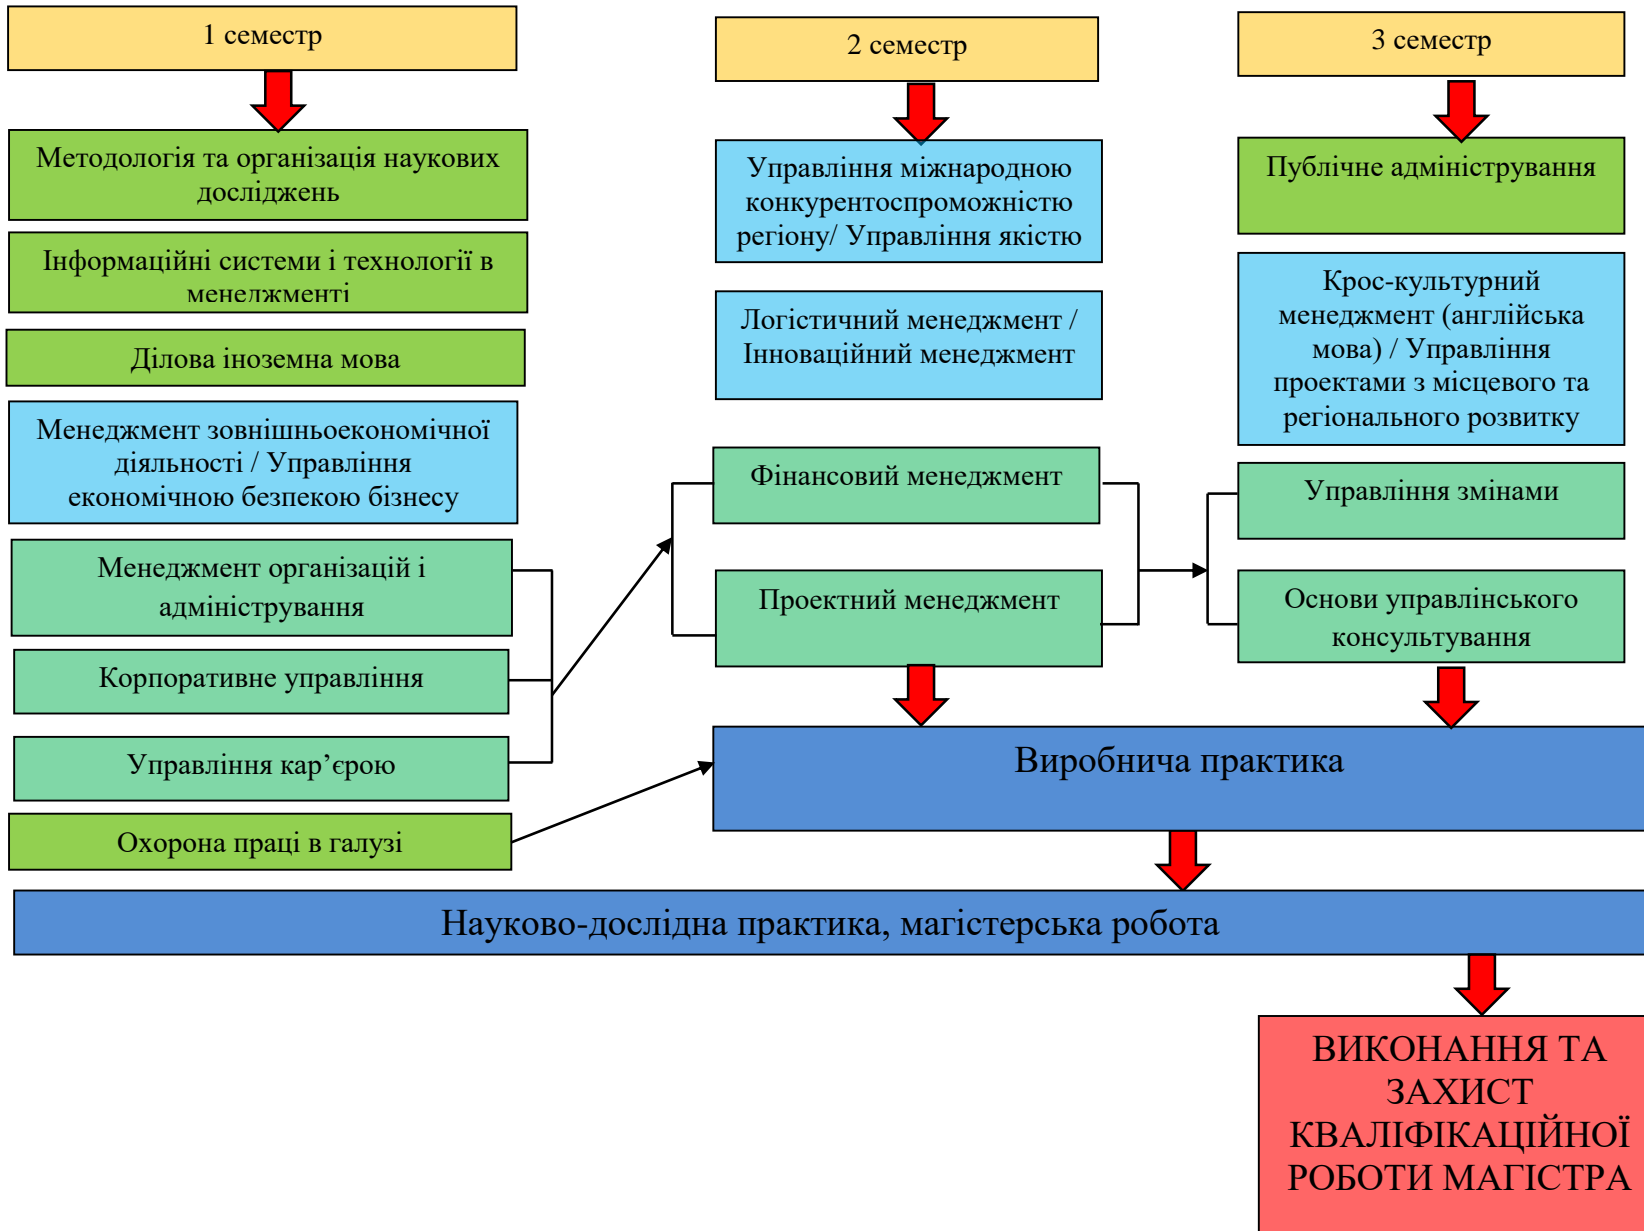 1 семестр
Методологія та організація наукових
досліджень
Інформаційні системи і технології в
менеджменті
Ділова іноземна мова
Менеджмент зовнішньоекономічної
діяльності / Управління
економічною безпекою бізнесу
Менеджмент організацій і
адміністрування
Корпоративне управління
Управління кар’єрою
Охорона праці в галузі
2 семестр
Управління міжнародною
конкурентоспроможністю
регіону/ Управління якістю
Логістичний менеджмент /
Інноваційний менеджмент
Фінансовий менеджмент
Проектний менеджмент
3 семестр
Публічне адміністрування
Крос-культурний
менеджмент (англійська
мова) / Управління
проектами з місцевого та
регіонального розвитку
Управління змінами
Основи управлінського
консультування
Виробнича практика
Науково-дослідна практика, магістерська робота
ВИКОНАННЯ ТА
ЗАХИСТ
КВАЛІФІКАЦІЙНОЇ
РОБОТИ МАГІСТРА